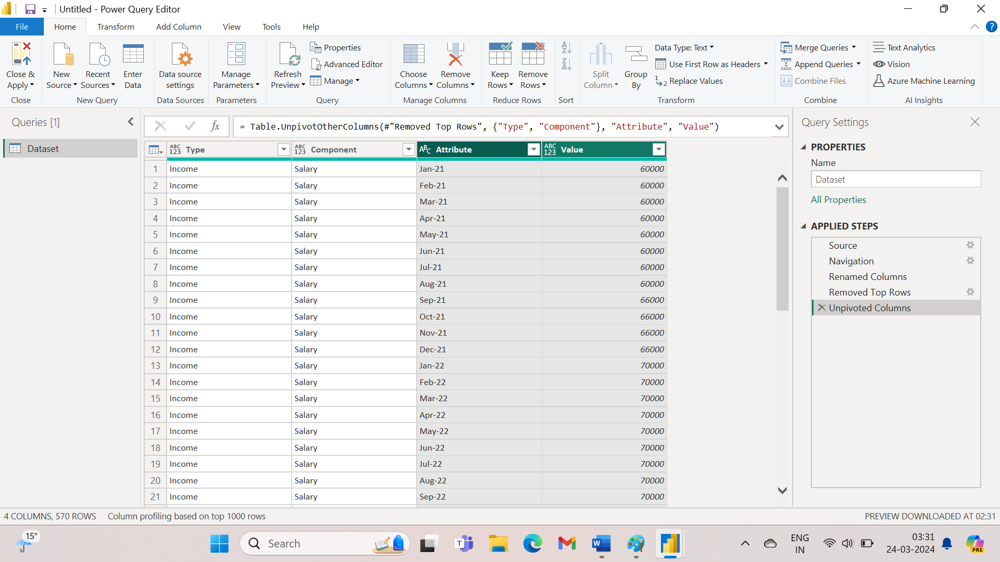 Untitled - Power Query Editor
File Home Transform Add Column View Tools Help
Close & Apply
New Source
Recent Sources
Enter Data
Data source settings
Manage Parameters
Refresh Preview
Properties
Advanced Editor
Manage
Choose Columns
Remove Columns
Keep Rows
Remove Rows
Split Column
Group By
Data Type: Text
Use First Row as Headers
Replace Values
Merge Queries
Append Queries
Combine Files
Text Analytics
Vision
Azure Machine Learning
Close New Query Data Sources Parameters Query Manage Columns Reduce Rows Sort Transform Combine AI Insights
Queries [1]
Dataset
fx = Table.UnpivotOtherColumns(#"Removed Top Rows", {"Type", "Component"}, "Attribute", "Value")
ABC 123 Type ABC 123 Component ABC Attribute ABC 123 Value
1 Income Salary Jan-21 60000
2 Income Salary Feb-21 60000
3 Income Salary Mar-21 60000
4 Income Salary Apr-21 60000
5 Income Salary May-21 60000
6 Income Salary Jun-21 60000
7 Income Salary Jul-21 60000
8 Income Salary Aug-21 60000
9 Income Salary Sep-21 66000
10 Income Salary Oct-21 66000
11 Income Salary Nov-21 66000
12 Income Salary Dec-21 66000
13 Income Salary Jan-22 70000
14 Income Salary Feb-22 70000
15 Income Salary Mar-22 70000
16 Income Salary Apr-22 70000
17 Income Salary May-22 70000
18 Income Salary Jun-22 70000
19 Income Salary Jul-22 70000
20 Income Salary Aug-22 70000
21 Income Salary Sep-22 70000
Query Settings
PROPERTIES
Name
Dataset
All Properties
APPLIED STEPS
Source
Navigation
Renamed Columns
Removed Top Rows
Unpivoted Columns
4 COLUMNS, 570 ROWS Column profiling based on top 1000 rows PREVIEW DOWNLOADED AT 02:31
15°
Search
ENG
IN
03:31
24-03-2024
PRE